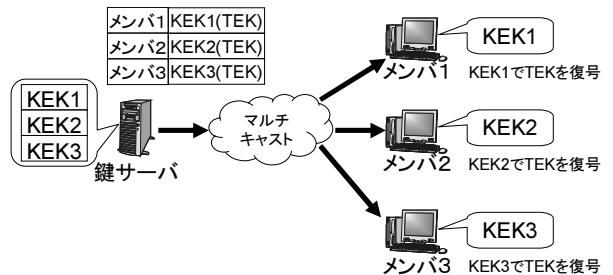 メンバ1 KEK1(TEK)
メンバ2 KEK2(TEK)
メンバ3 KEK3(TEK)
KEK1
KEK2
KEK3
鍵サーバ
マルチ
キャスト
KEK1
メンバ1 KEK1でTEKを復号
KEK2
メンバ2 KEK2でTEKを復号
KEK3
メンバ3 KEK3でTEKを復号